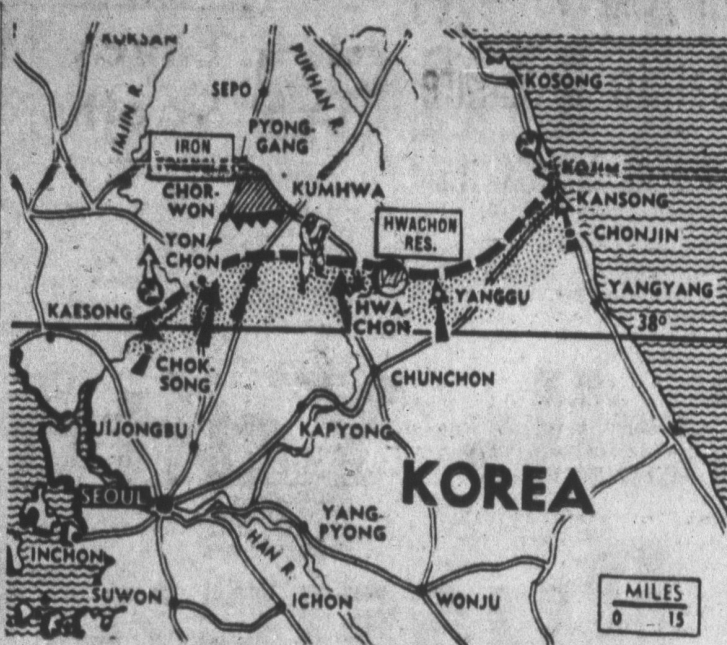 KUKSAN
IMJIN R.
SEPO
PUKHAN R.
KOSONG
PYONG-
GANG
IRON
TRIANGLE
CHOR-
WON
KUMHWA
KOJIN
KANSONG
HWACHON
RES.
CHONJIN
YON
CHON
KAESONG
HWA-
CHON
YANGGU
YANGYANG
38°
CHOK-
SONG
CHUNCHON
UIJONGBU
KAPYONG
KOREA
SEOUL
YANG-
PYONG
HAN R.
INCHON
SUWON
ICHON
WONJU
MILES
0 15